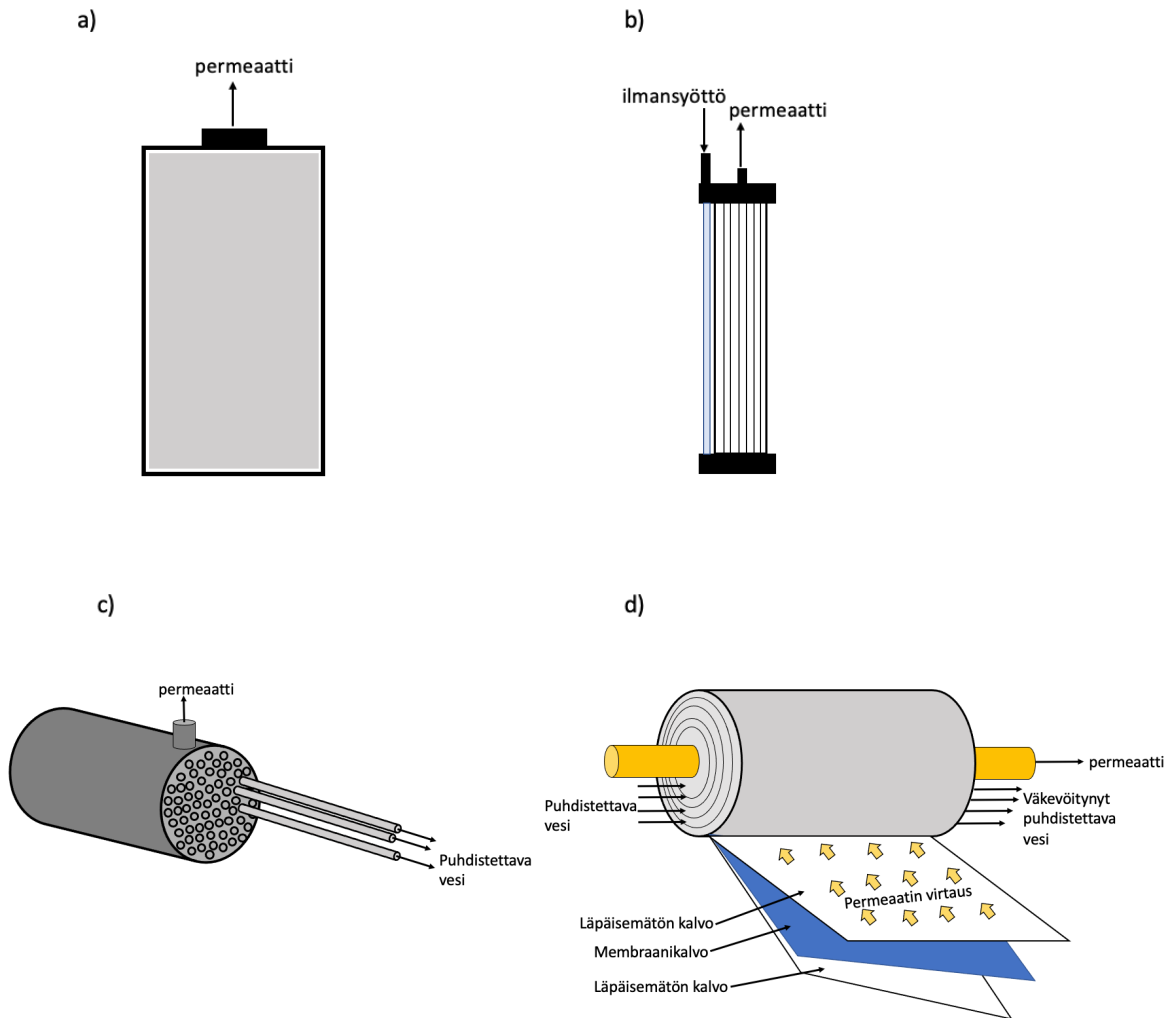 a)
permeaatti
b)
ilmansyöttö
permeaatti
c)
permeaatti
Puhdistettava
vesi
d)
permeaatti
Puhdistettava
vesi
Väkevöitynyt
puhdistettava
vesi
Permeaatin virtaus
Läpäisemätön kalvo
Membraanikalvo
Läpäisemätön kalvo